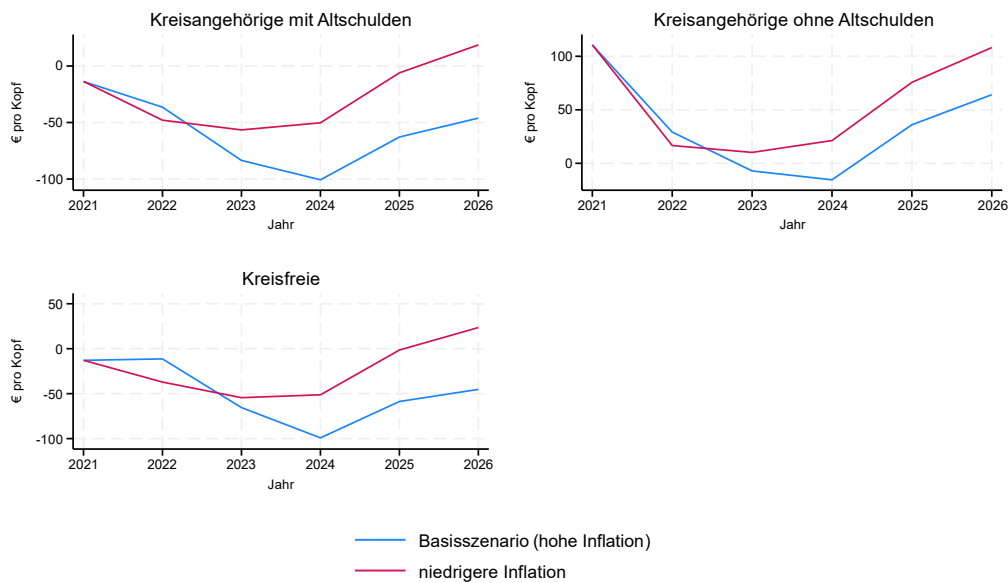 Kreisangehörige mit Altschulden
€ pro Kopf
0
-50
-100
2021 2022 2023 2024 2025 2026
Jahr
Kreisangehörige ohne Altschulden
€ pro Kopf
100
50
0
2021 2022 2023 2024 2025 2026
Jahr
Kreisfreie
€ pro Kopf
50
0
-50
-100
2021 2022 2023 2024 2025 2026
Jahr
Basisszenario (hohe Inflation)
niedrigere Inflation